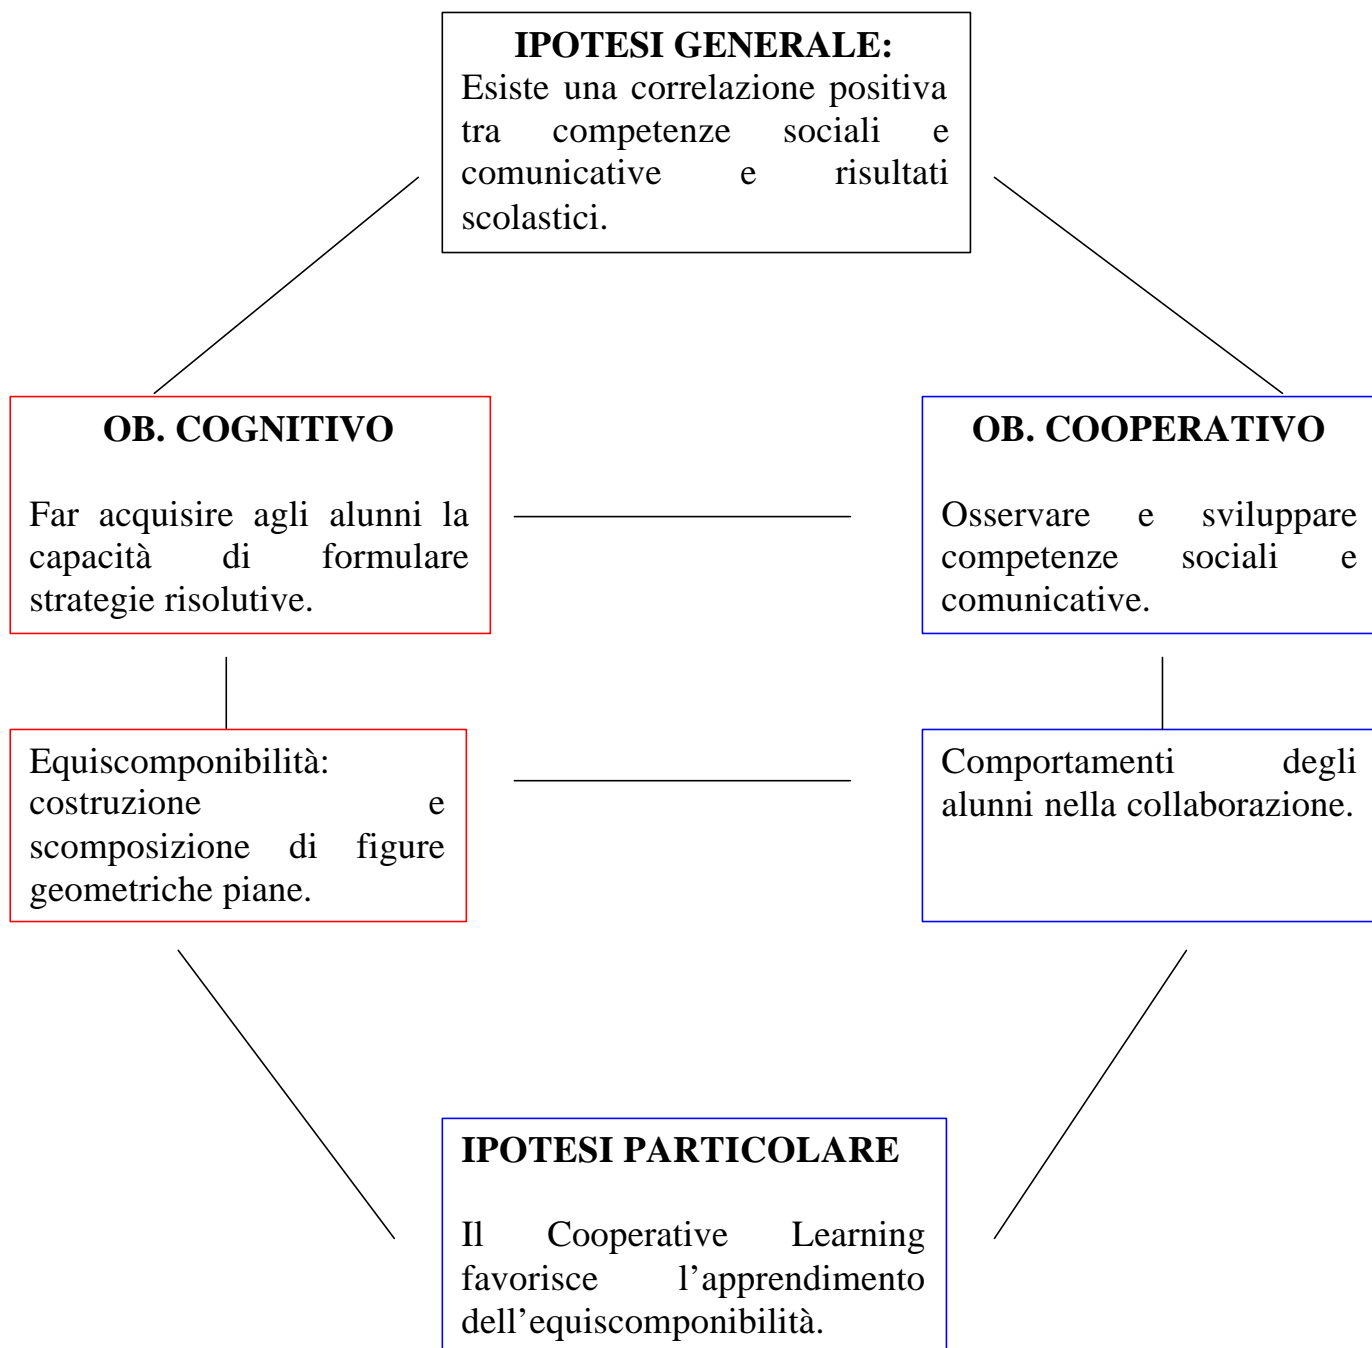 IPOTESI GENERALE:
Esiste una correlazione positiva
tra competenze sociali e
comunicative e risultati
scolastici.
OB. COGNITIVO
Far acquisire agli alunni la
capacità di formulare
strategie risolutive.
OB. COOPERATIVO
Osservare e sviluppare
competenze sociali e
comunicative.
Equiscomponibilità:
costruzione e
scomposizione di figure
geometriche piane.
Comportamenti degli
alunni nella collaborazione.
IPOTESI PARTICOLARE
Il Cooperative Learning
favorisce l’apprendimento
dell’equiscomponibilità.